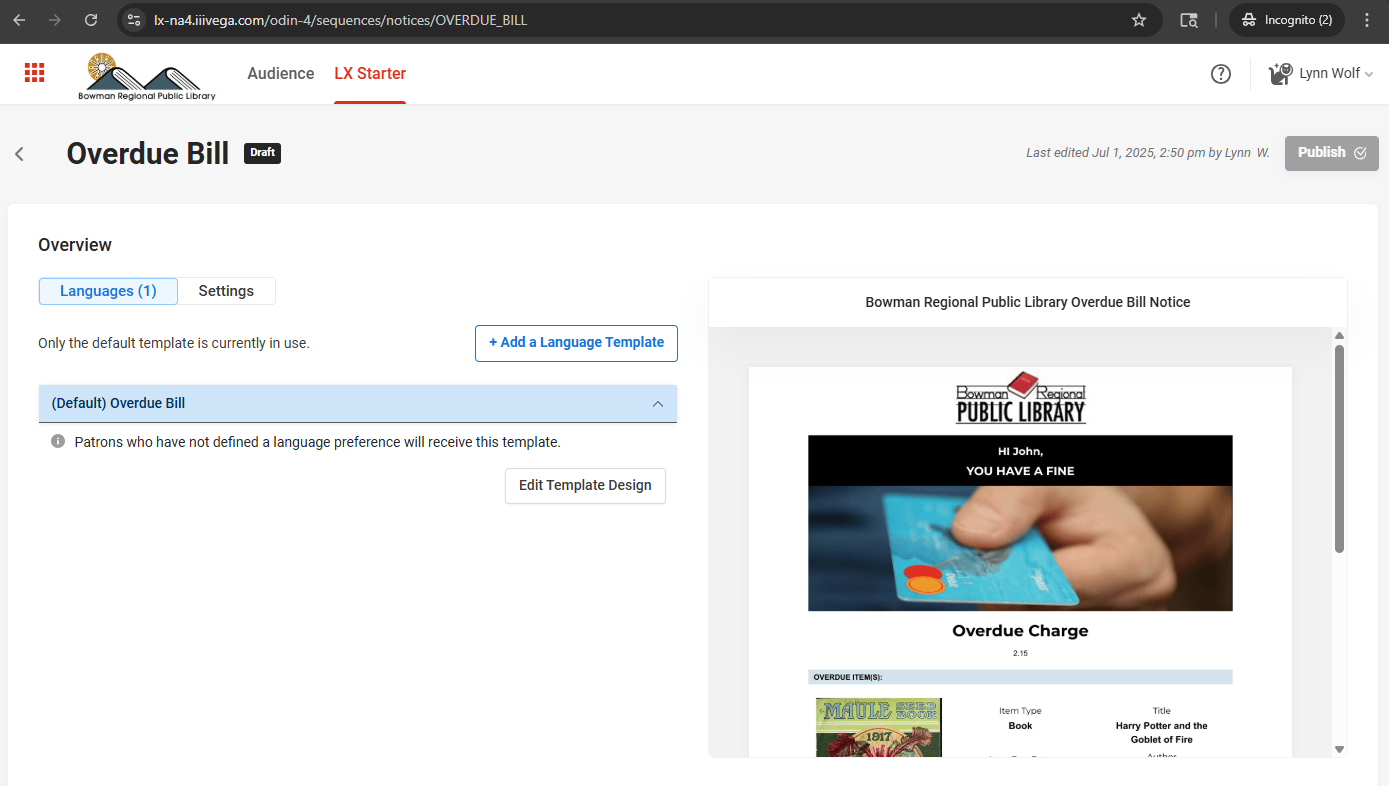 lx-na4.iiivega.com/odin-4/sequences/notices/OVERDUE_BILL
Incognito (2)
Bowman Regional Public Library
Audience
LX Starter
Lynn Wolf
Overdue Bill
Draft
Last edited Jul 1, 2025, 2:50 pm by Lynn W.
Publish
Overview
Languages (1)
Settings
Only the default template is currently in use.
+ Add a Language Template
(Default) Overdue Bill
Patrons who have not defined a language preference will receive this template.
Edit Template Design
Bowman Regional Public Library Overdue Bill Notice
Bowman Regional
PUBLIC LIBRARY
HI John,
YOU HAVE A FINE
Overdue Charge
2.15
OVERDUE ITEM(S):
MAULE SEED
BOOK
1917
Item Type
Book
Title
Harry Potter and the
Goblet of Fire
Author